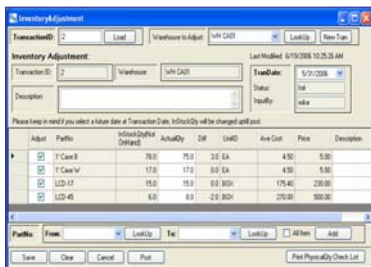 InventoryAdjustment
TransactionID: 2 Load Warehouse to Adjust WH CA01 LookUp New Tran
Inventory Adjustment: Last Modified: 6/19/2006 10:25:26 AM
Transaction ID: 2 Warehouse WH CA01 TranDate: 5/31/2006
Status: Init
Description: InputBy: mike
Please keep in mind if you select a future date at Transaction Date, InStockQty will be changed uptill post.
Adjust PartNo InStockQty(Not OnHand) ActualQty Diff UnitID Ave Cost Price Description
1' Case B 78.0 75.0 3.0 EA 4.50 5.00
1' Case W 17.0 17.0 0.0 EA 4.50 5.00
LCD-17 15.0 15.0 0.0 BOX 175.40 230.00
LCD-45 6.0 6.0 -2.0 BOX 270.00 500.00
PartNo: From: LookUp To: LookUp All Item Add
Save Clear Cancel Post Print PhysicalQty Check List